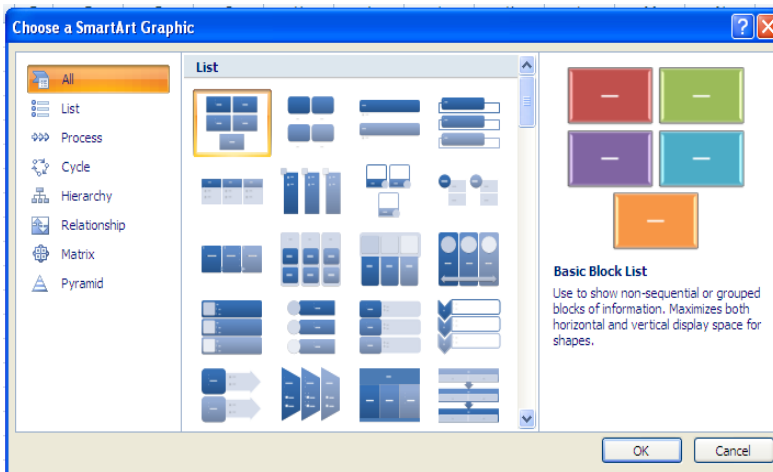 Choose a SmartArt Graphic
All
List
Process
Cycle
Hierarchy
Relationship
Matrix
Pyramid
List
Basic Block List
Use to show non-sequential or grouped
blocks of information. Maximizes both
horizontal and vertical display space for
shapes.
OK
Cancel